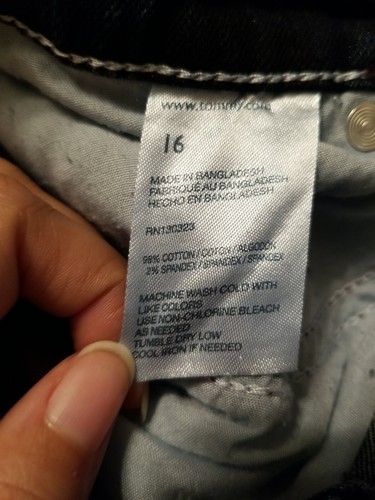 www.tommy.com
16
MADE IN BANGLADESH
FABRIQUÉ AU BANGLADESH
HECHO EN BANGLADESH
RN130323
98% COTTON / COTON / ALGODON
2% SPANDEX / SPANDEX / SPANDEX
MACHINE WASH COLD WITH
LIKE COLORS
USE NON-CHLORINE BLEACH
AS NEEDED
TUMBLE DRY LOW
COOL IRON IF NEEDED